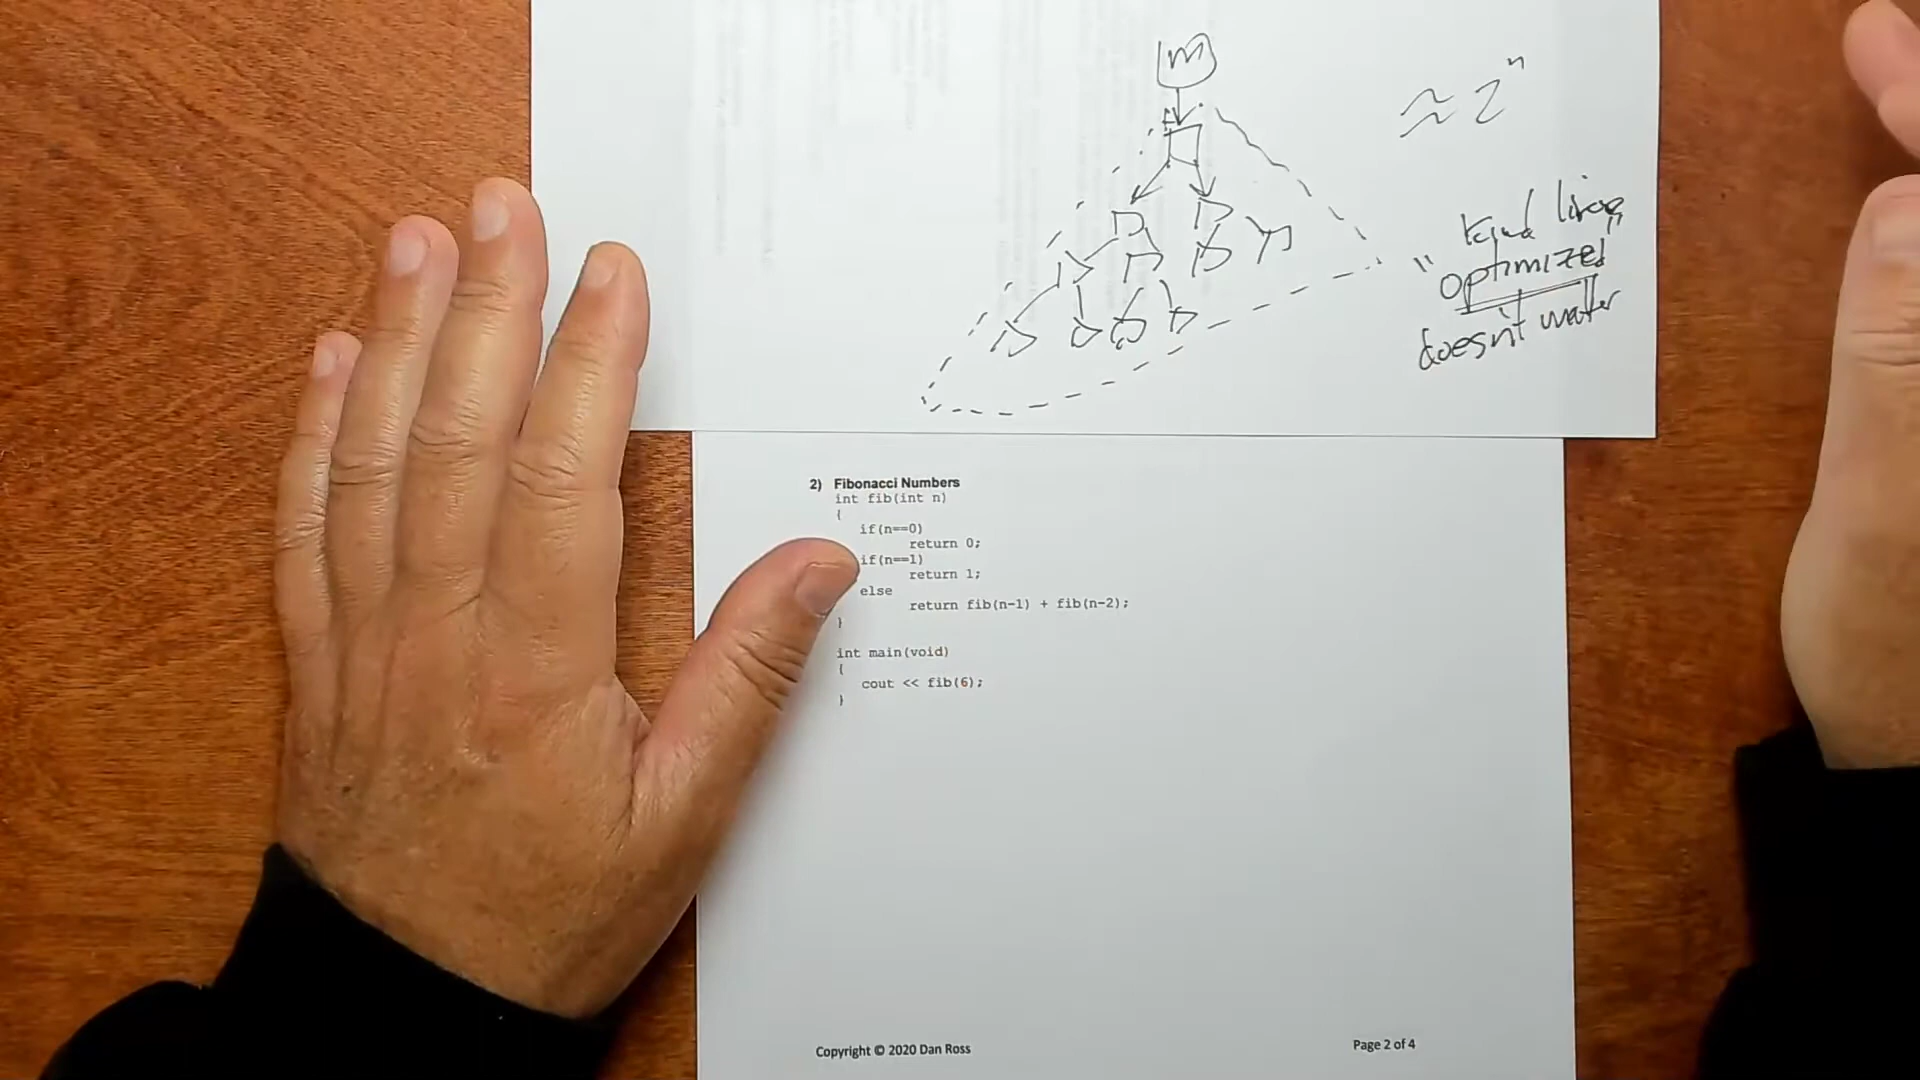 m
≈ 2ⁿ
optimized
doesn't matter
2) Fibonacci Numbers
int fib(int n)
{
if(n==0)
return 0;
if(n==1)
return 1;
else
return fib(n-1) + fib(n-2);
}
int main(void)
{
cout << fib(6);
}
Copyright © 2020 Dan Ross
Page 2 of 4